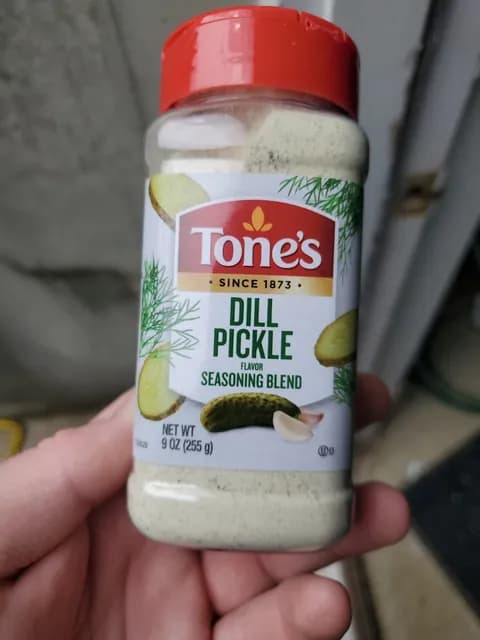 Tone's
• SINCE 1873 •
DILL
PICKLE
FLAVOR
SEASONING BLEND
NET WT
9 OZ (255 g)